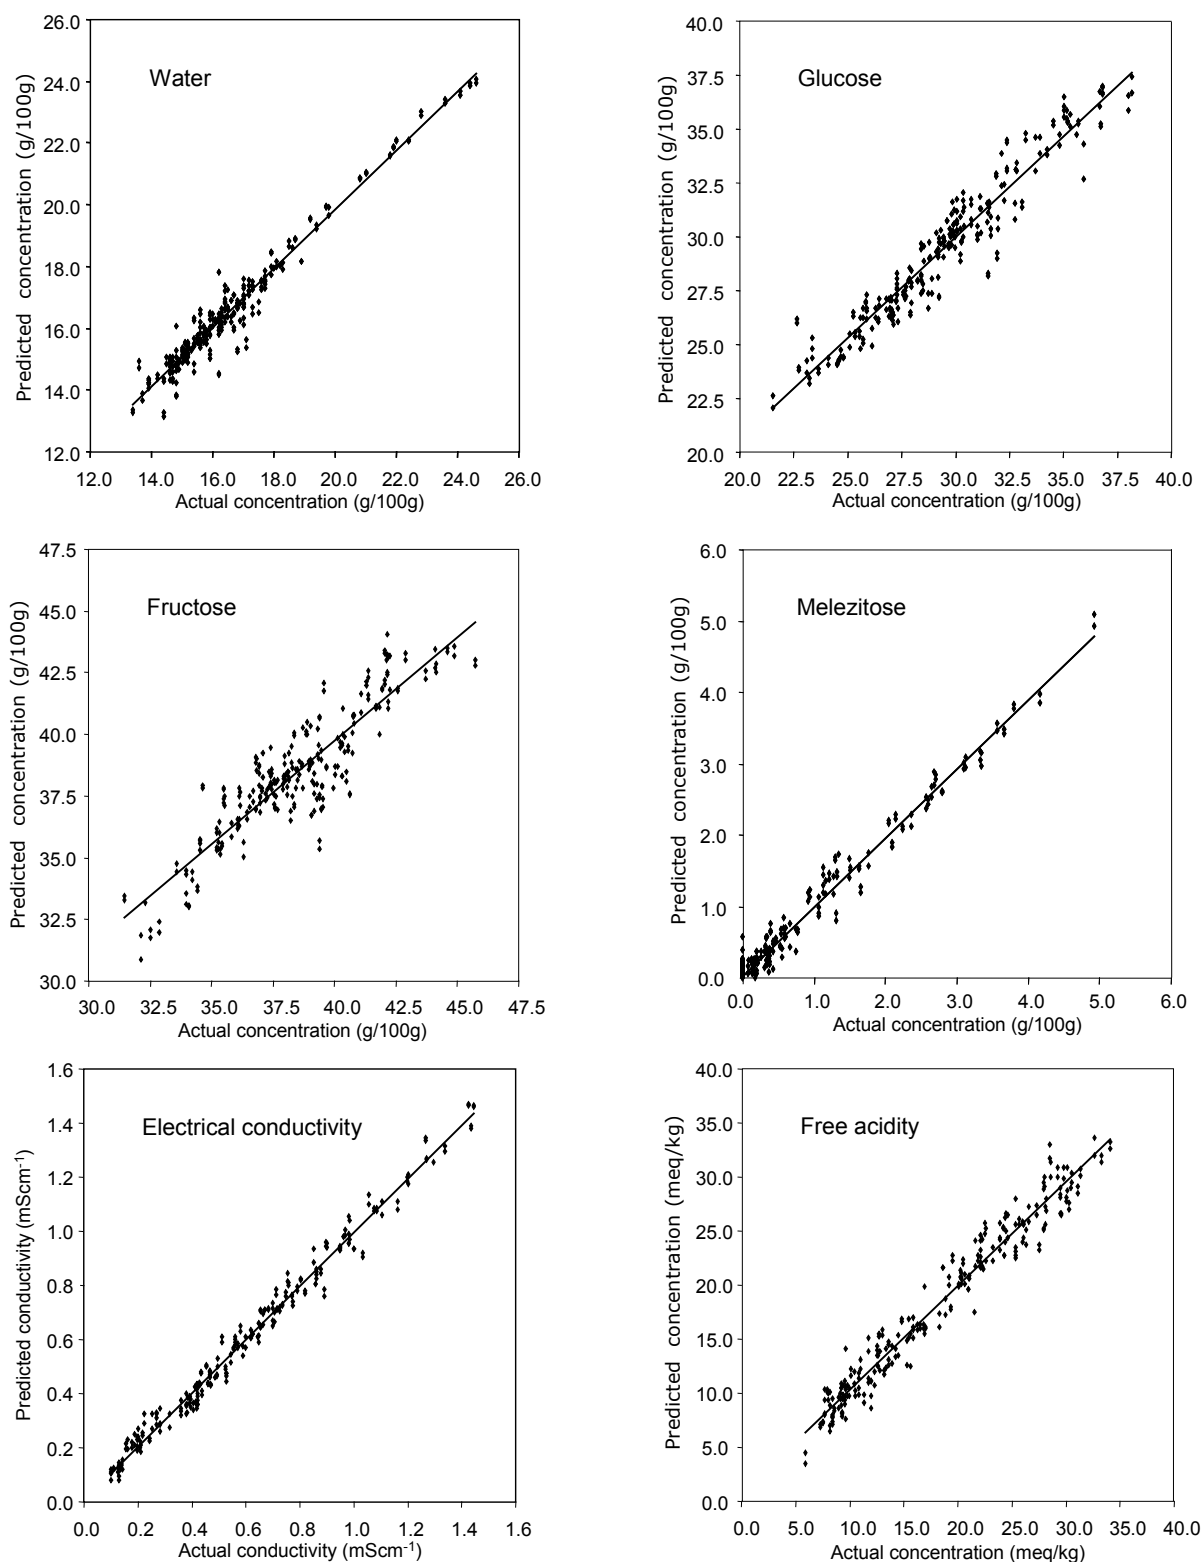 26.0
24.0
22.0
20.0
18.0
16.0
14.0
12.0
Predicted concentration (g/100g)
Water
12.0 14.0 16.0 18.0 20.0 22.0 24.0 26.0
Actual concentration (g/100g)
40.0
37.5
35.0
32.5
30.0
27.5
25.0
22.5
20.0
Predicted concentration (g/100g)
Glucose
20.0 22.5 25.0 27.5 30.0 32.5 35.0 37.5 40.0
Actual concentration (g/100g)
47.5
45.0
42.5
40.0
37.5
35.0
32.5
30.0
Predicted concentration (g/100g)
Fructose
30.0 32.5 35.0 37.5 40.0 42.5 45.0 47.5
Actual concentration (g/100g)
6.0
5.0
4.0
3.0
2.0
1.0
0.0
Predicted concentration (g/100g)
Melezitose
0.0 1.0 2.0 3.0 4.0 5.0 6.0
Actual concentration (g/100g)
1.6
1.4
1.2
1.0
0.8
0.6
0.4
0.2
0.0
Predicted conductivity (mScm⁻¹)
Electrical conductivity
0.0 0.2 0.4 0.6 0.8 1.0 1.2 1.4 1.6
Actual conductivity (mScm⁻¹)
40.0
35.0
30.0
25.0
20.0
15.0
10.0
5.0
0.0
Predicted concentration (meq/kg)
Free acidity
0.0 5.0 10.0 15.0 20.0 25.0 30.0 35.0 40.0
Actual concentration (meq/kg)